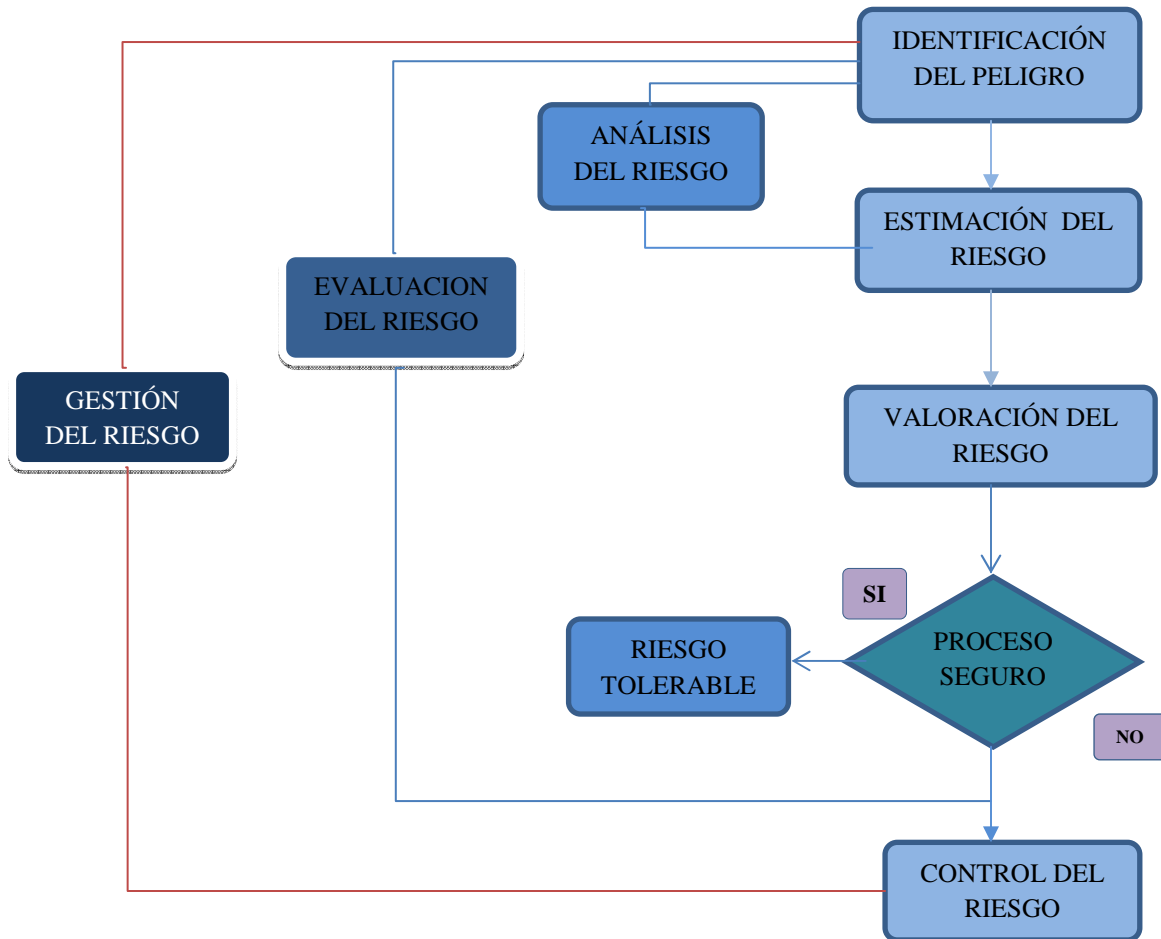 IDENTIFICACIÓN
DEL PELIGRO
ANÁLISIS
DEL RIESGO
ESTIMACIÓN DEL
RIESGO
EVALUACION
DEL RIESGO
GESTIÓN
DEL RIESGO
VALORACIÓN DEL
RIESGO
SI
PROCESO
SEGURO
RIESGO
TOLERABLE
NO
CONTROL DEL
RIESGO